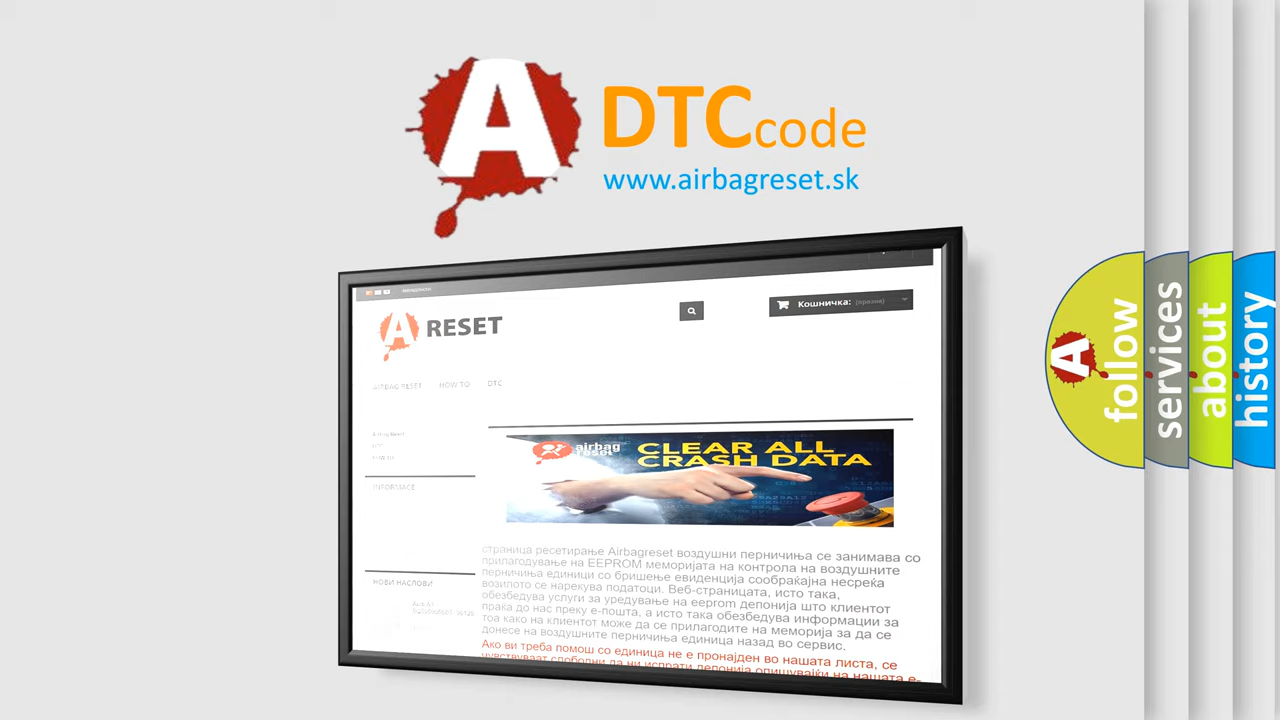 A
DTCcode
www.airbagreset.sk
A RESET
Кошничка: (празно)
AIRBAG RESET HOW TO DTC
airbag
reset
CLEAR ALL
CRASH DATA
INFORMACE
страница ресетирање Airbagreset воздушни перничиња се занимава со
прилагодување на EEPROM меморијата на контрола на воздушните
перничиња единици со бришење евиденција сообраќајна несреќа
возилото се нарекува податоци. Веб-страницата, исто така,
обезбедува услуги за уредување на eeprom депонија што клиентот
праќа до нас преку е-пошта, а исто така обезбедува информации за
тоа како на клиентот може да се прилагодите на меморија за да се
донесе на воздушните перничиња единица назад во сервис.
Ако ви треба помош со единица не е пронајден во нашата листа, се
чувствуваат слободни да ни испрати депонија опишувајќи на нашата е-
НОВИ НАСЛОВИ
A follow
services
about
history